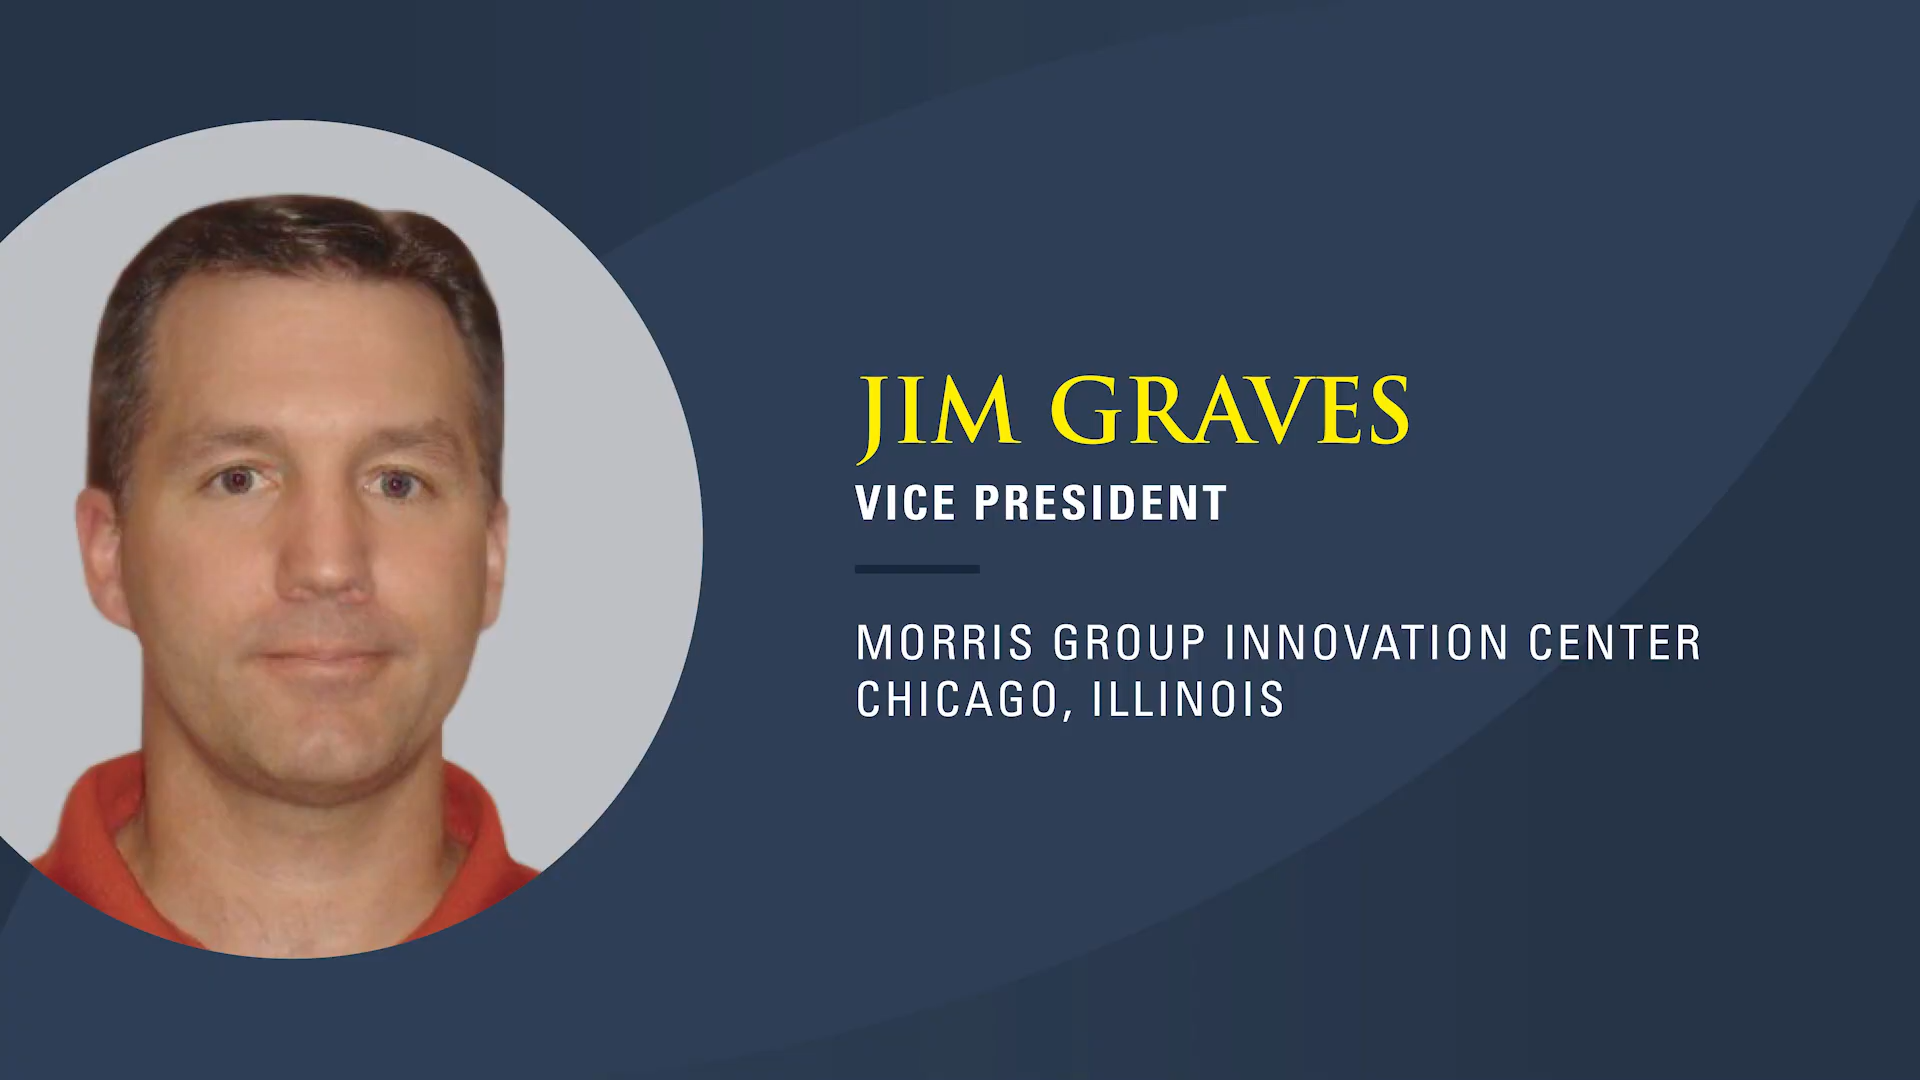 JIM GRAVES
VICE PRESIDENT
MORRIS GROUP INNOVATION CENTER
CHICAGO, ILLINOIS